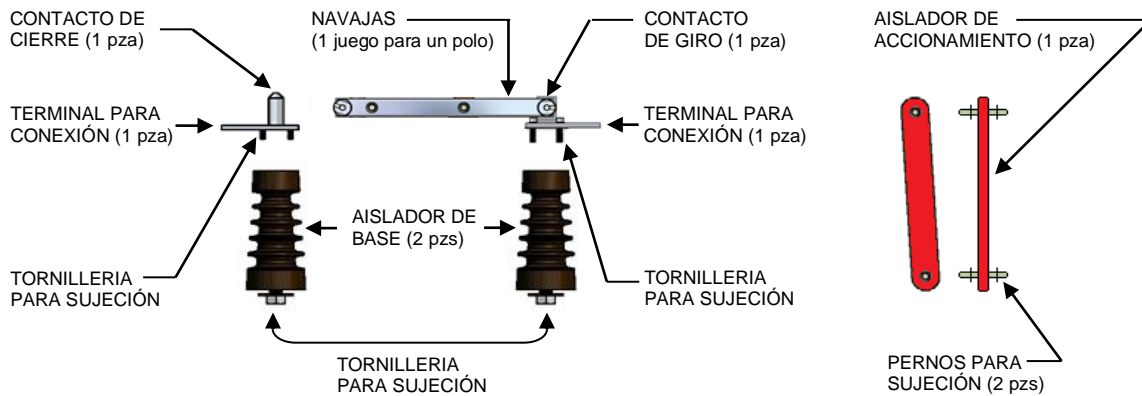 CONTACTO DE
CIERRE (1 pza)
NAVAJAS
(1 juego para un polo)
CONTACTO
DE GIRO (1 pza)
AISLADOR DE
ACCIONAMIENTO (1 pza)
TERMINAL PARA
CONEXIÓN (1 pza)
TERMINAL PARA
CONEXIÓN (1 pza)
AISLADOR DE
BASE (2 pzs)
TORNILLERIA
PARA SUJECIÓN
TORNILLERIA
PARA SUJECIÓN
TORNILLERIA
PARA SUJECIÓN
PERNOS PARA
SUJECIÓN (2 pzs)